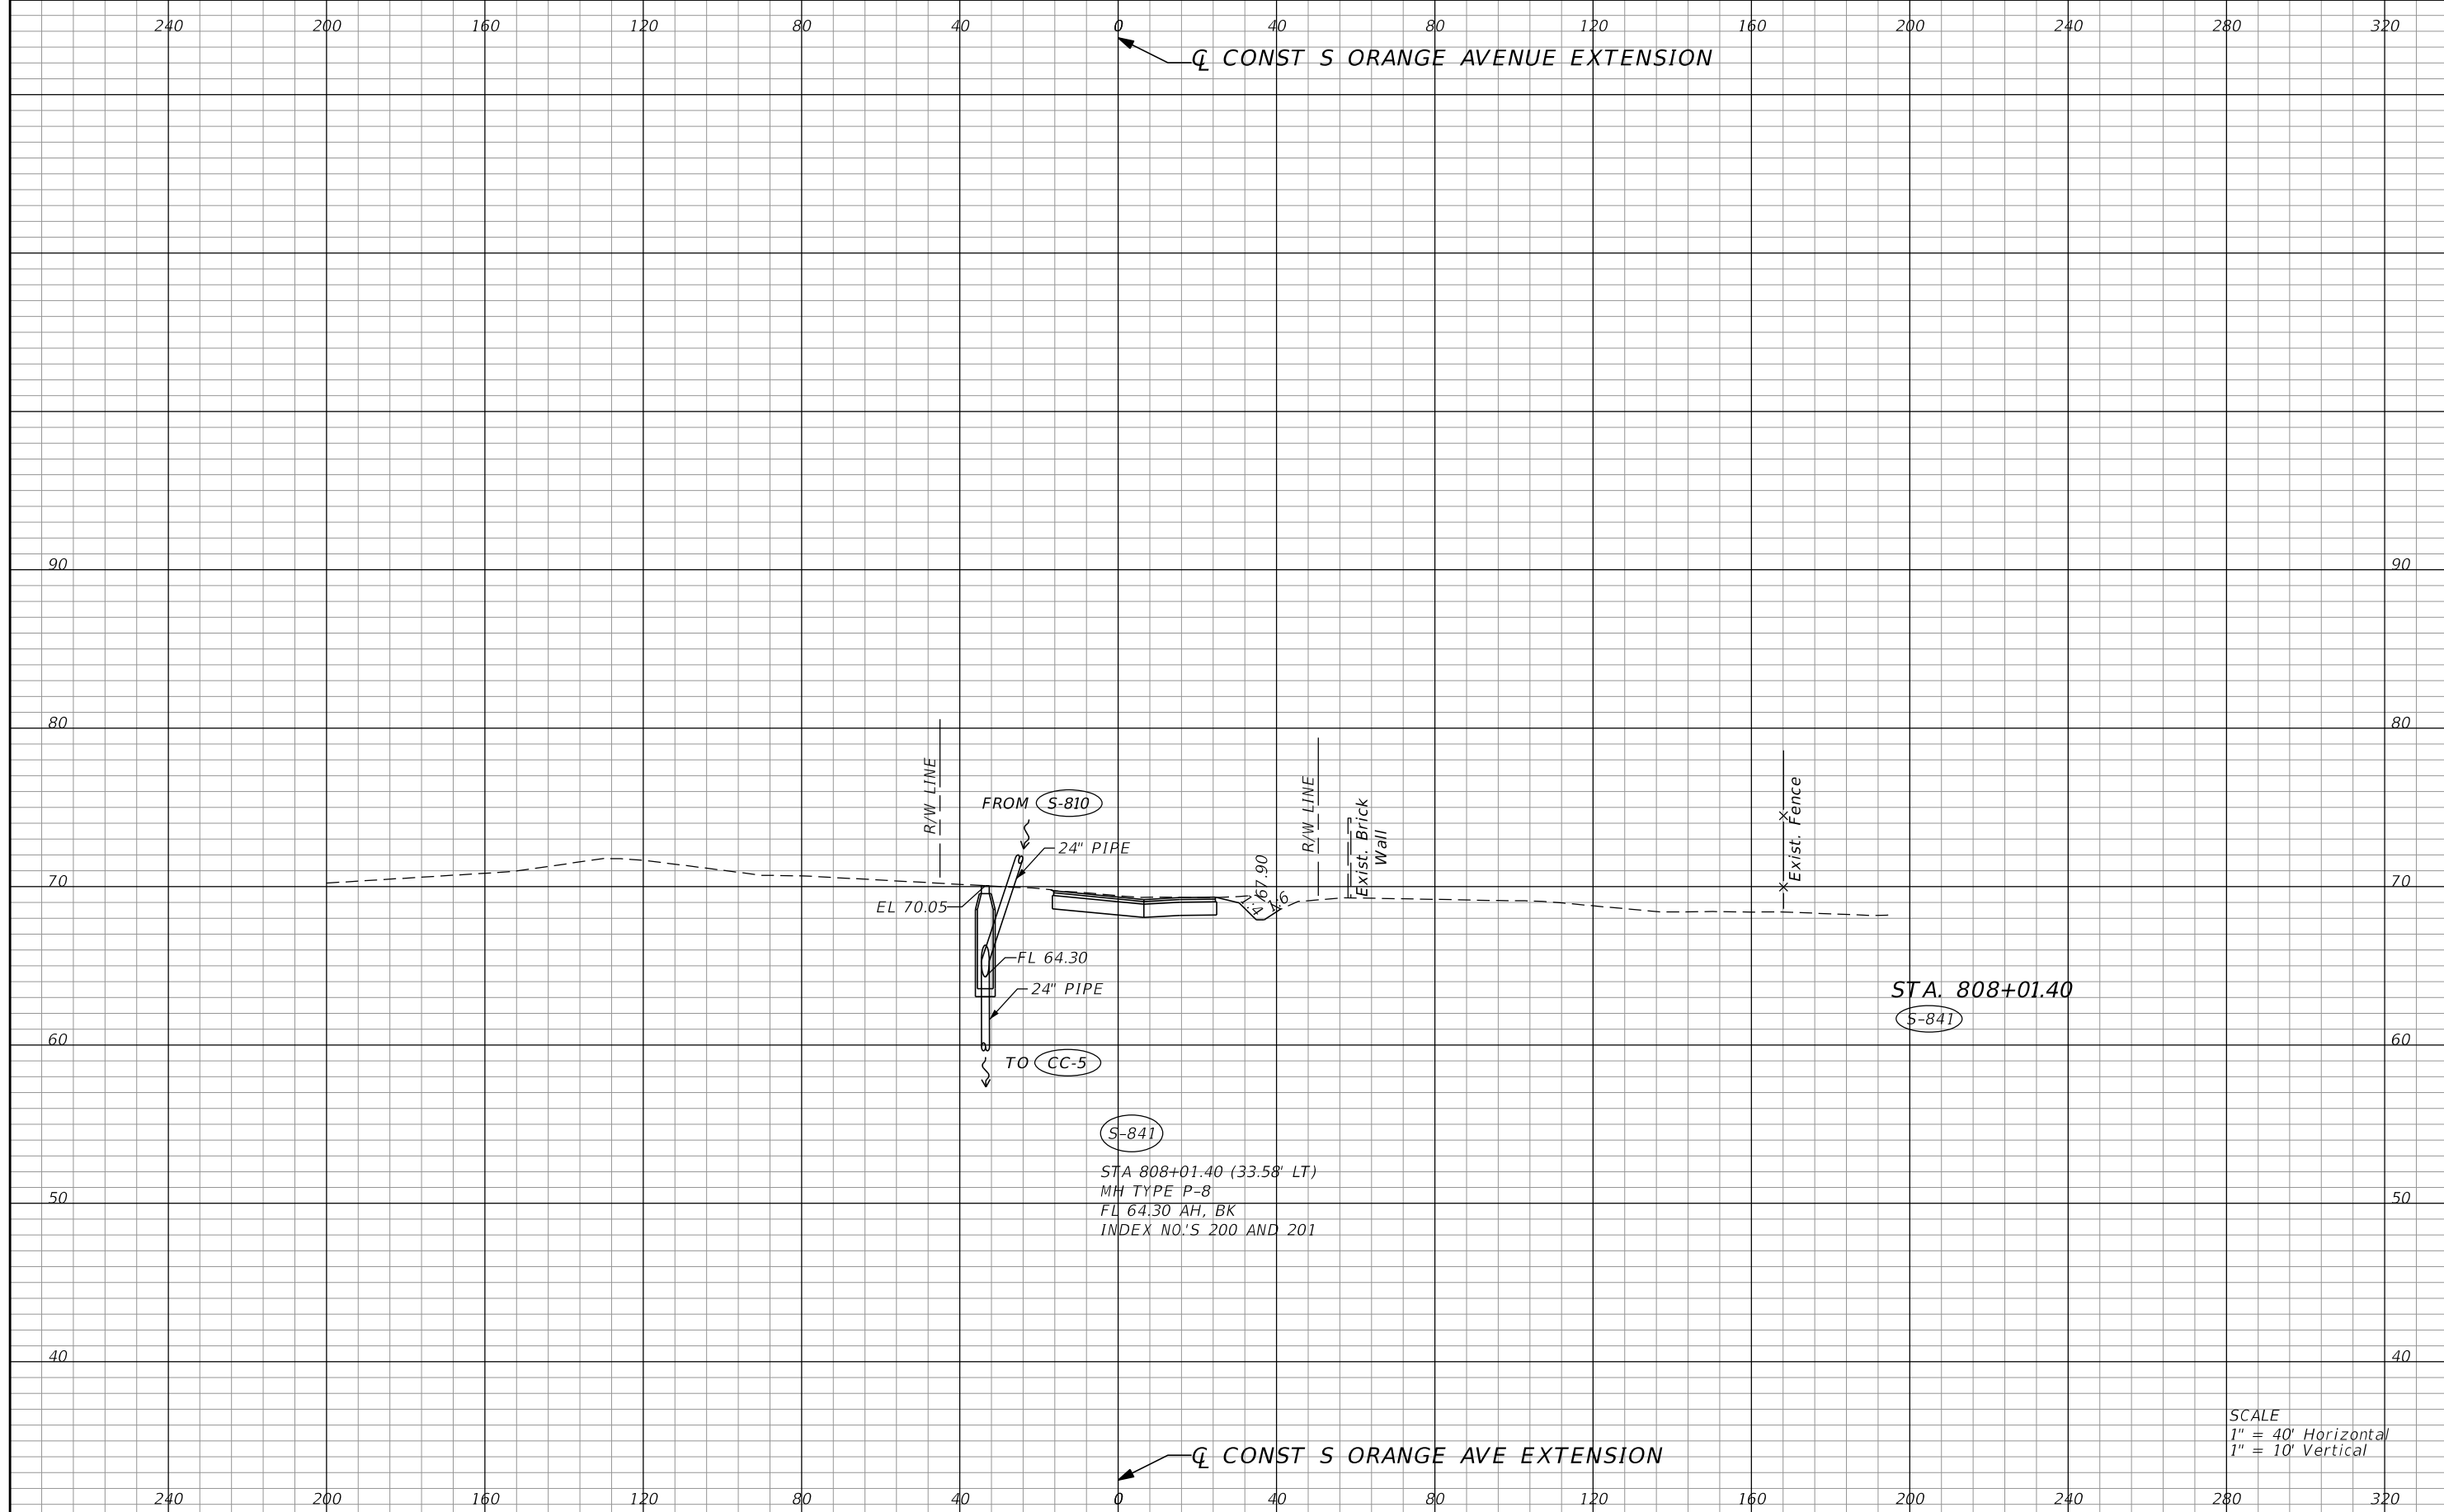 240 200 160 120 80 40 0 40 80 120 160 200 240 280 320
℄ CONST S ORANGE AVENUE EXTENSION
90 90
80 80
R/W LINE
FROM S-810
24" PIPE
R/W LINE
Exist. Brick
Wall
Exist. Fence
70 70
EL 70.05
67.90
:4
1:6
FL 64.30
24" PIPE
STA. 808+01.40
S-841
60 60
TO CC-5
S-841
STA 808+01.40 (33.58' LT)
MH TYPE P-8
FL 64.30 AH, BK
INDEX NO.'S 200 AND 201
50 50
40 40
SCALE
1" = 40' Horizontal
1" = 10' Vertical
℄ CONST S ORANGE AVE EXTENSION
240 200 160 120 80 40 0 40 80 120 160 200 240 280 320